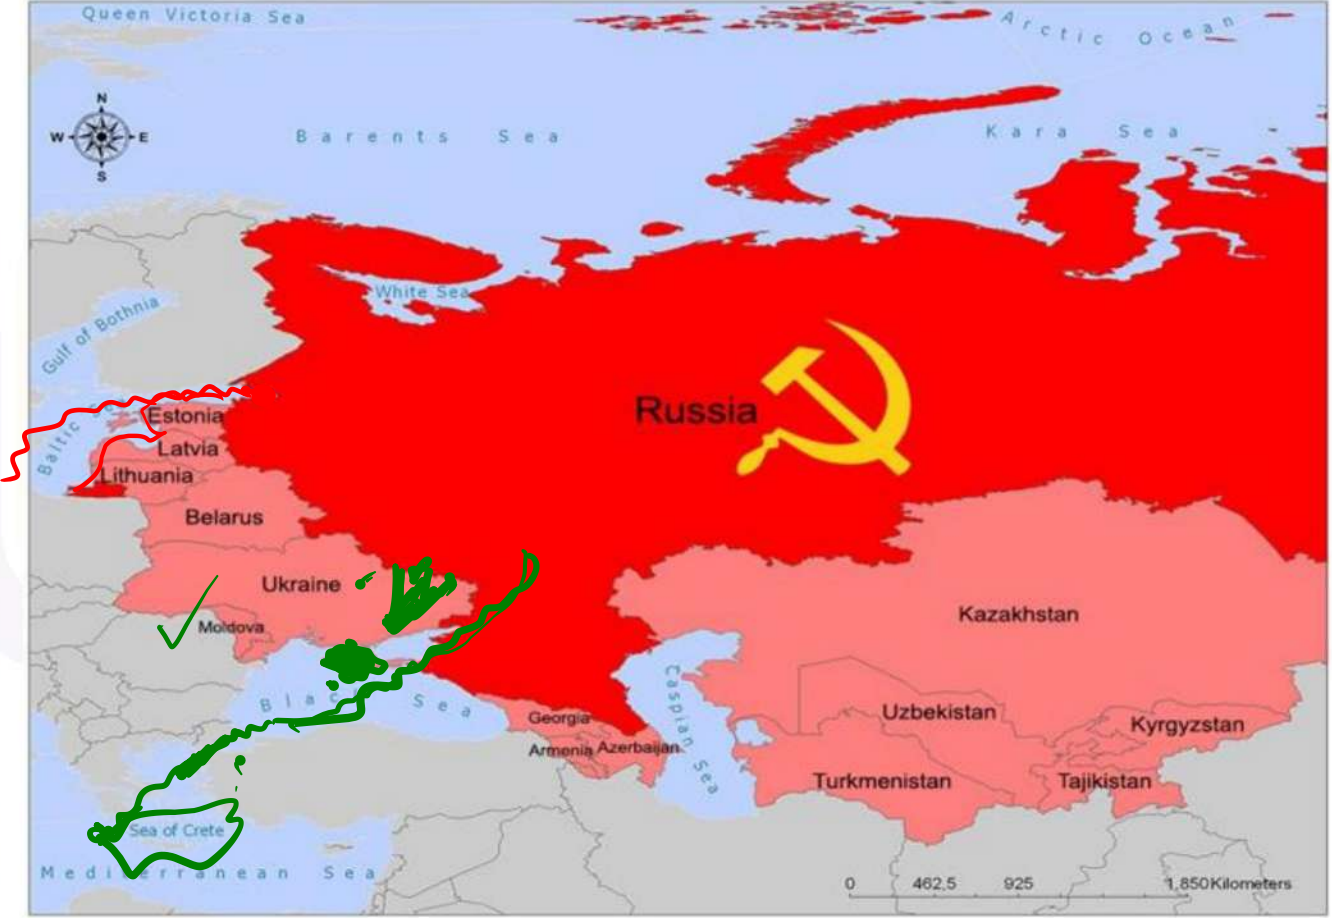 Queen Victoria Sea
Arctic Ocean
N
W E
S
Barents Sea
Kara Sea
White Sea
Gulf of Bothnia
Russia
Baltic Sea
Estonia
Latvia
Lithuania
Belarus
Ukraine
Kazakhstan
Moldova
Caspian Sea
Black Sea
Georgia
Uzbekistan
Kyrgyzstan
Armenia
Azerbaijan
Turkmenistan
Tajikistan
Sea of Crete
Mediterranean Sea
0 462,5 925 1,850 Kilometers